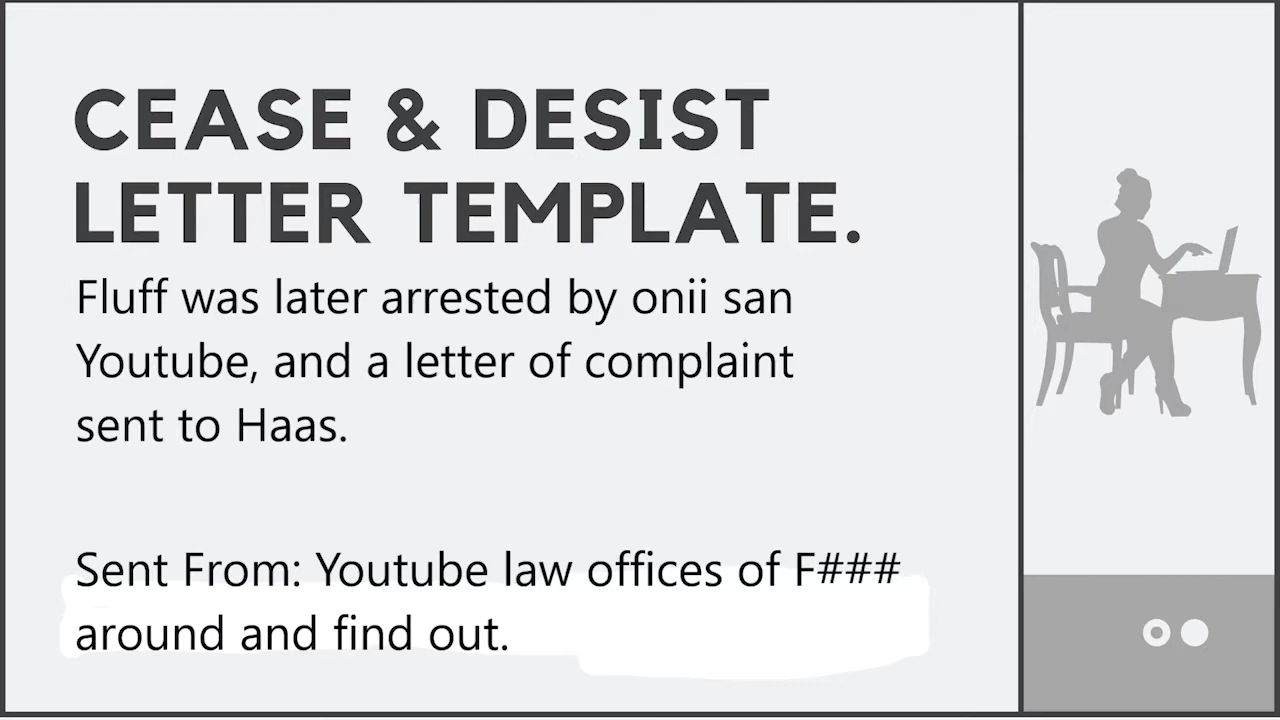 CEASE & DESIST
LETTER TEMPLATE.
Fluff was later arrested by onii san
Youtube, and a letter of complaint
sent to Haas.
Sent From: Youtube law offices of F###
around and find out.